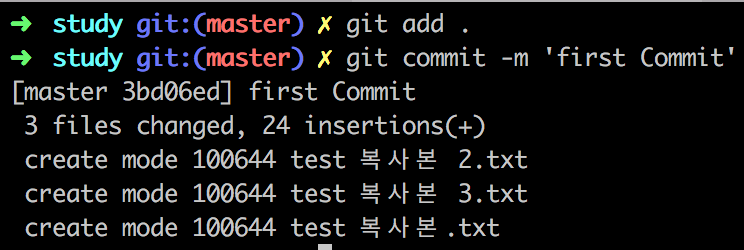 ➜ study git:(master) ✗ git add .
➜ study git:(master) ✗ git commit -m 'first Commit'
[master 3bd06ed] first Commit
3 files changed, 24 insertions(+)
create mode 100644 test 복사본 2.txt
create mode 100644 test 복사본 3.txt
create mode 100644 test 복사본.txt